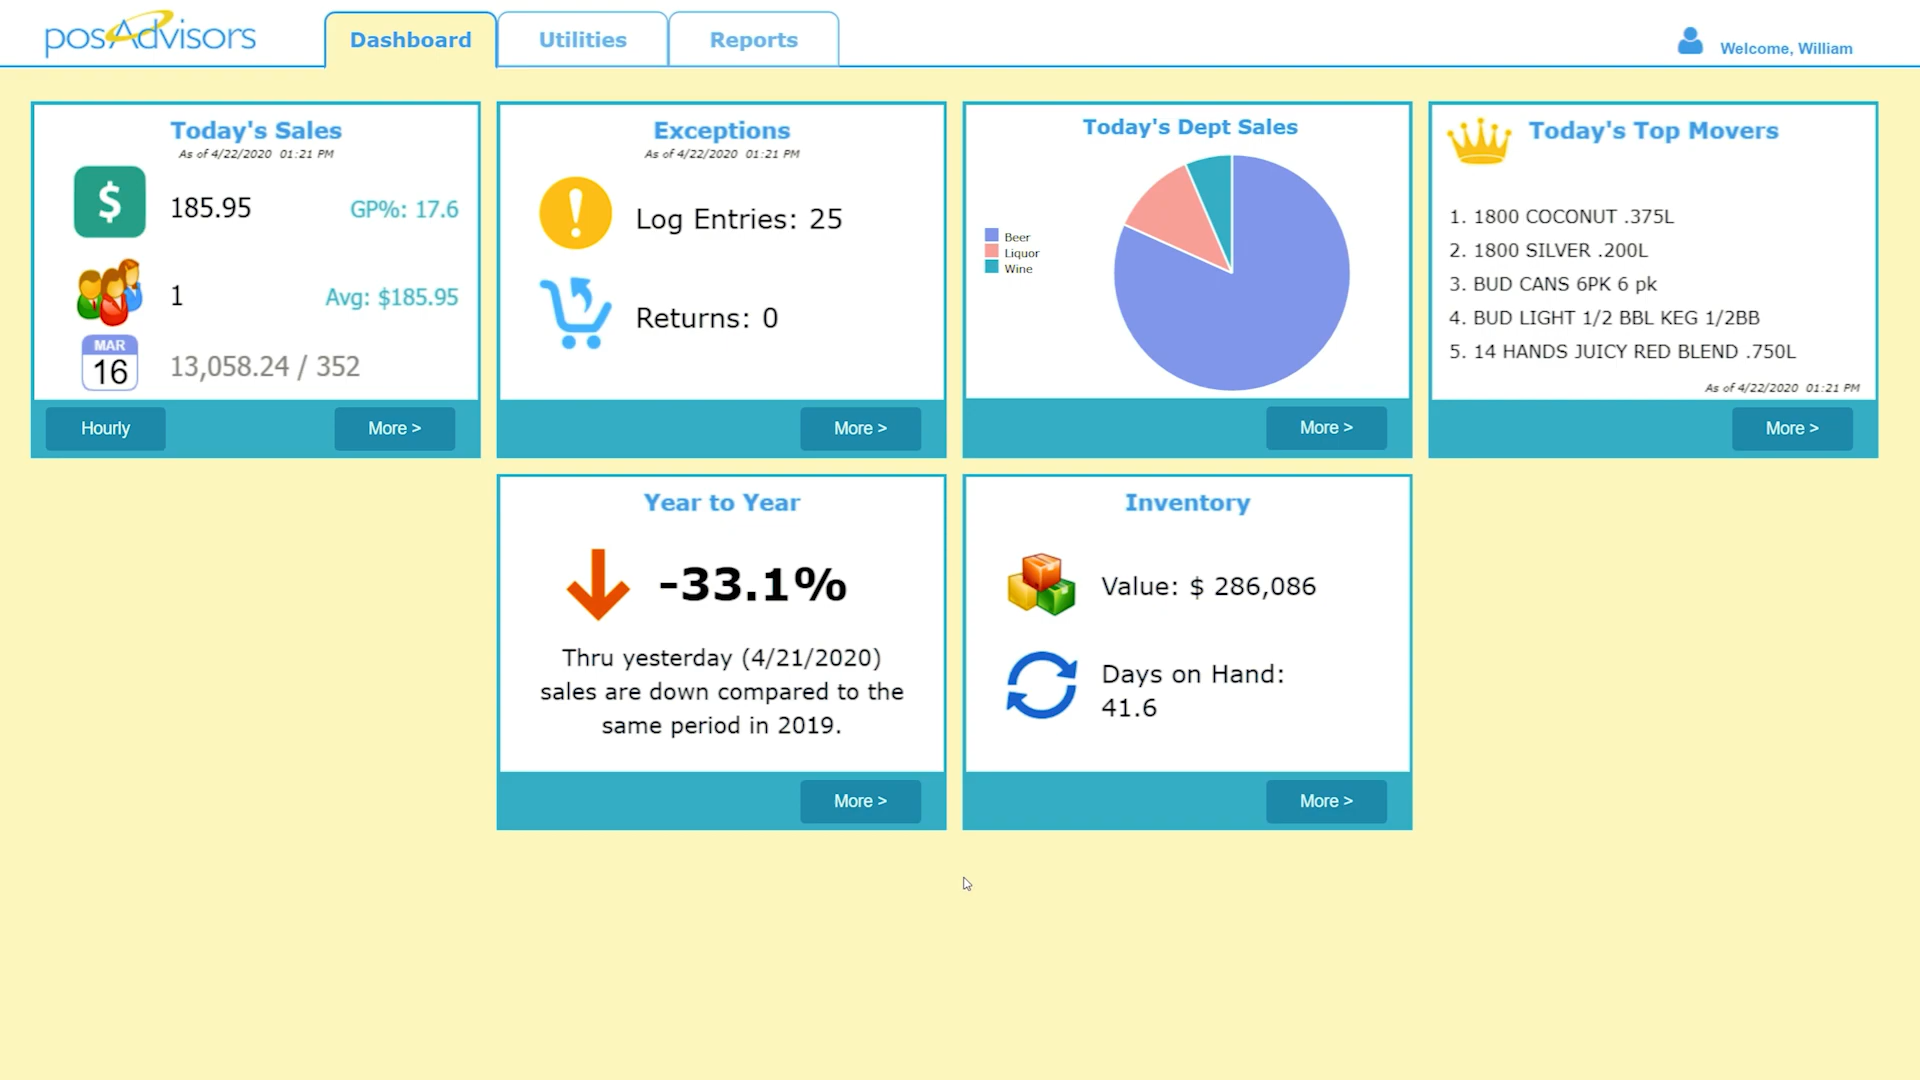 posAdvisors
Dashboard
Utilities
Reports
Welcome, William
Today's Sales
As of 4/22/2020 01:21 PM
$
185.95
GP%: 17.6
1
Avg: $185.95
MAR
16
13,058.24 / 352
Hourly
More >
Exceptions
As of 4/22/2020 01:21 PM
!
Log Entries: 25
Returns: 0
More >
Today's Dept Sales
Beer
Liquor
Wine
More >
Today's Top Movers
1. 1800 COCONUT .375L
2. 1800 SILVER .200L
3. BUD CANS 6PK 6 pk
4. BUD LIGHT 1/2 BBL KEG 1/2BB
5. 14 HANDS JUICY RED BLEND .750L
As of 4/22/2020 01:21 PM
More >
Year to Year
-33.1%
Thru yesterday (4/21/2020)
sales are down compared to the
same period in 2019.
More >
Inventory
Value: $ 286,086
Days on Hand:
41.6
More >